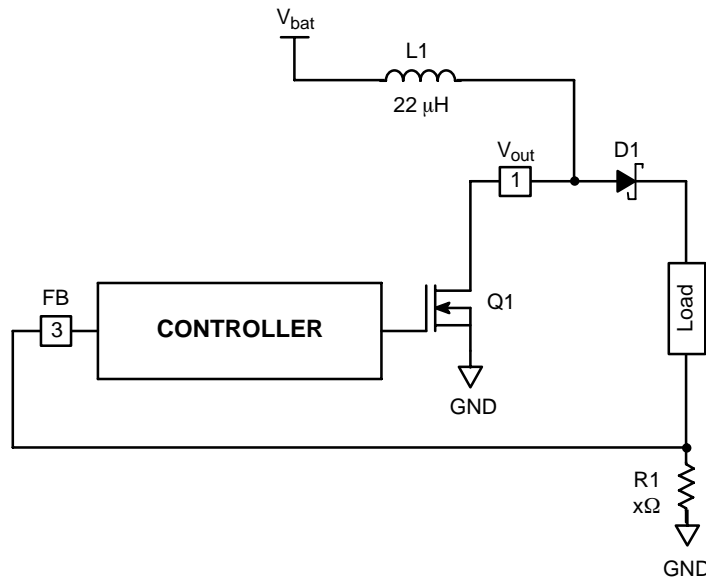 Vbat
L1
22 μH
Vout
D1
1
Load
FB
3
CONTROLLER
Q1
GND
R1
xΩ
GND